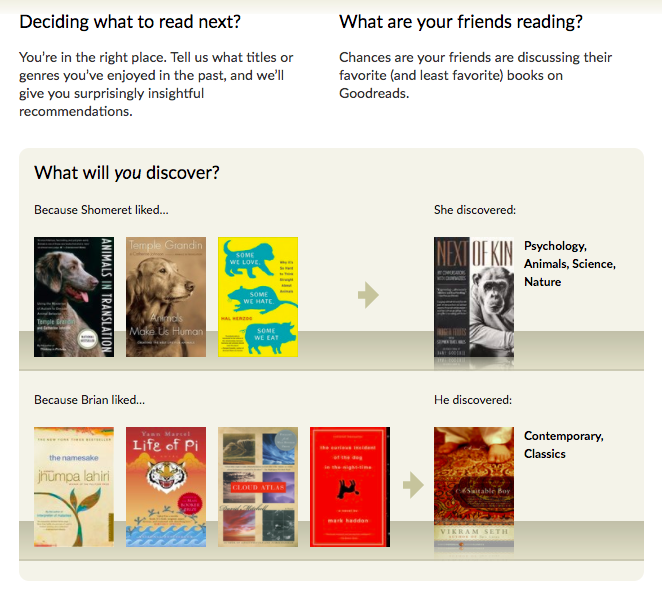 Deciding what to read next?
You're in the right place. Tell us what titles or
genres you've enjoyed in the past, and we'll
give you surprisingly insightful
recommendations.
What are your friends reading?
Chances are your friends are discussing their
favorite (and least favorite) books on
Goodreads.
What will you discover?
Because Shomeret liked...
ANIMALS IN TRANSLATION
Temple Grandin
Temple Grandin
Animals
Make Us Human
SOME
WE LOVE,
SOME
WE HATE,
HAL HERZOG
SOME
WE EAT
She discovered:
NEXT OF KIN
Psychology,
Animals, Science,
Nature
Because Brian liked...
the namesake
jhumpa lahiri
Yann Martel
Life of Pi
CLOUD ATLAS
David Mitchell
the curious incident
of the dog
in the night-time
mark haddon
He discovered:
A Suitable Boy
VIKRAM SETH
Contemporary,
Classics